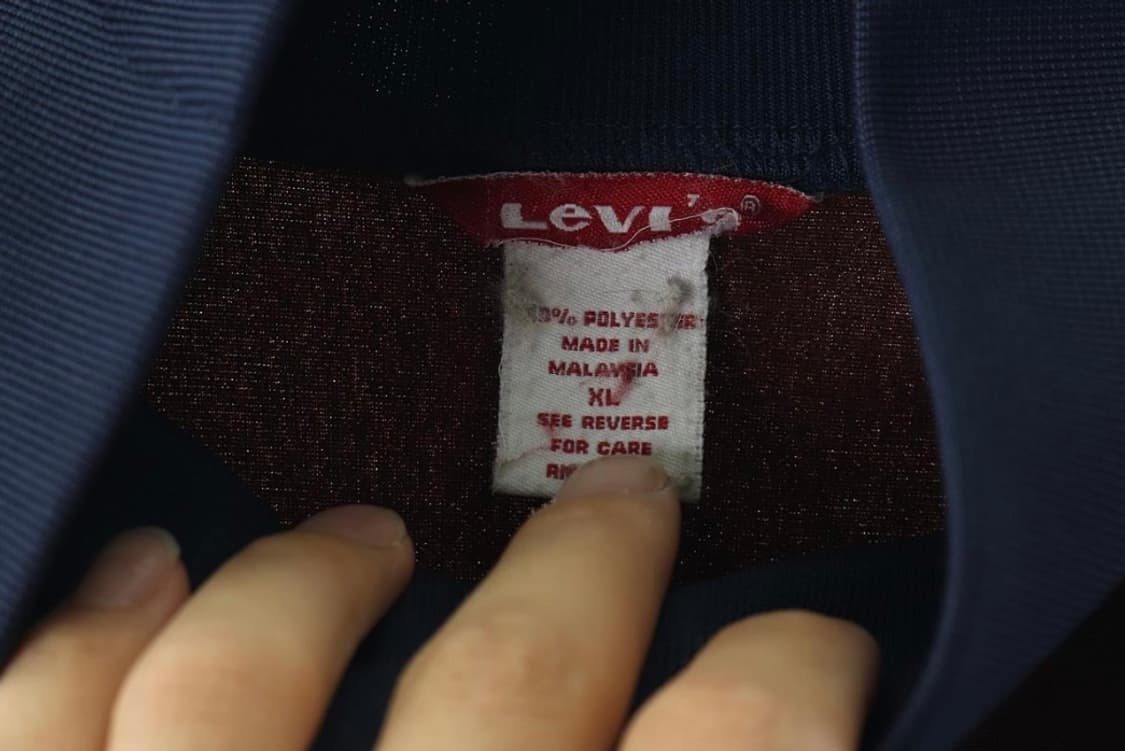 Levi's®
POLYESTER
MADE IN
MALAYSIA
XL
SEE REVERSE
FOR CARE